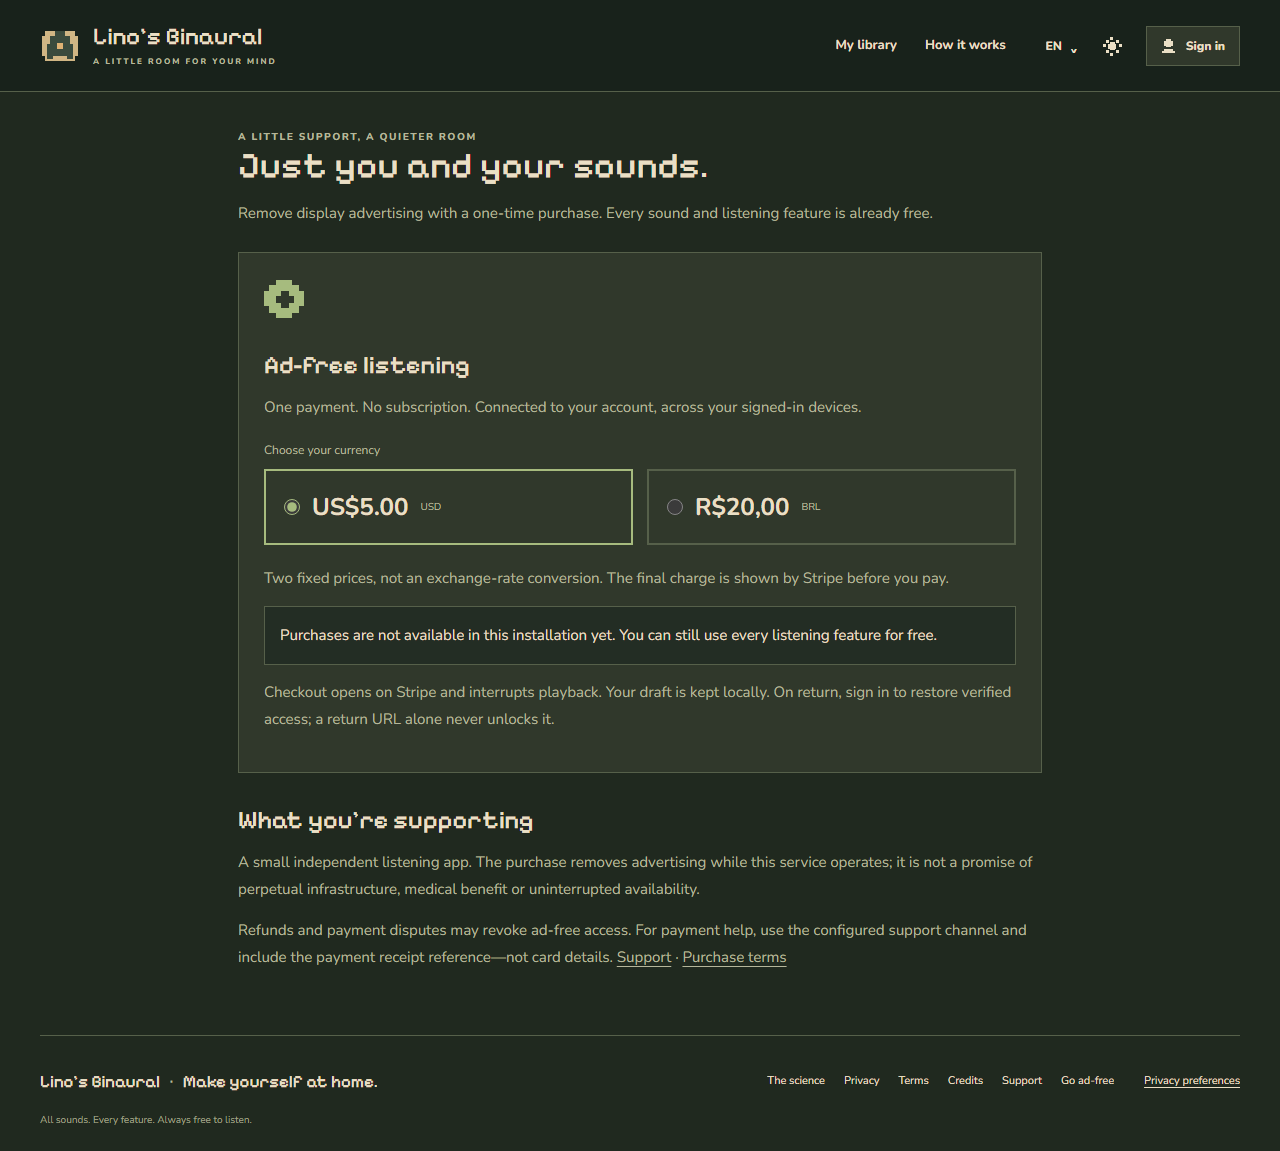 Lino's Binaural
A LITTLE ROOM FOR YOUR MIND
My library
How it works
EN
Sign in
A LITTLE SUPPORT, A QUIETER ROOM
Just you and your sounds.
Remove display advertising with a one-time purchase. Every sound and listening feature is already free.
Ad-free listening
One payment. No subscription. Connected to your account, across your signed-in devices.
Choose your currency
US$5.00 USD
R$20,00 BRL
Two fixed prices, not an exchange-rate conversion. The final charge is shown by Stripe before you pay.
Purchases are not available in this installation yet. You can still use every listening feature for free.
Checkout opens on Stripe and interrupts playback. Your draft is kept locally. On return, sign in to restore verified
access; a return URL alone never unlocks it.
What you're supporting
A small independent listening app. The purchase removes advertising while this service operates; it is not a promise of
perpetual infrastructure, medical benefit or uninterrupted availability.
Refunds and payment disputes may revoke ad-free access. For payment help, use the configured support channel and
include the payment receipt reference—not card details. Support · Purchase terms
Lino's Binaural · Make yourself at home.
The science
Privacy
Terms
Credits
Support
Go ad-free
Privacy preferences
All sounds. Every feature. Always free to listen.